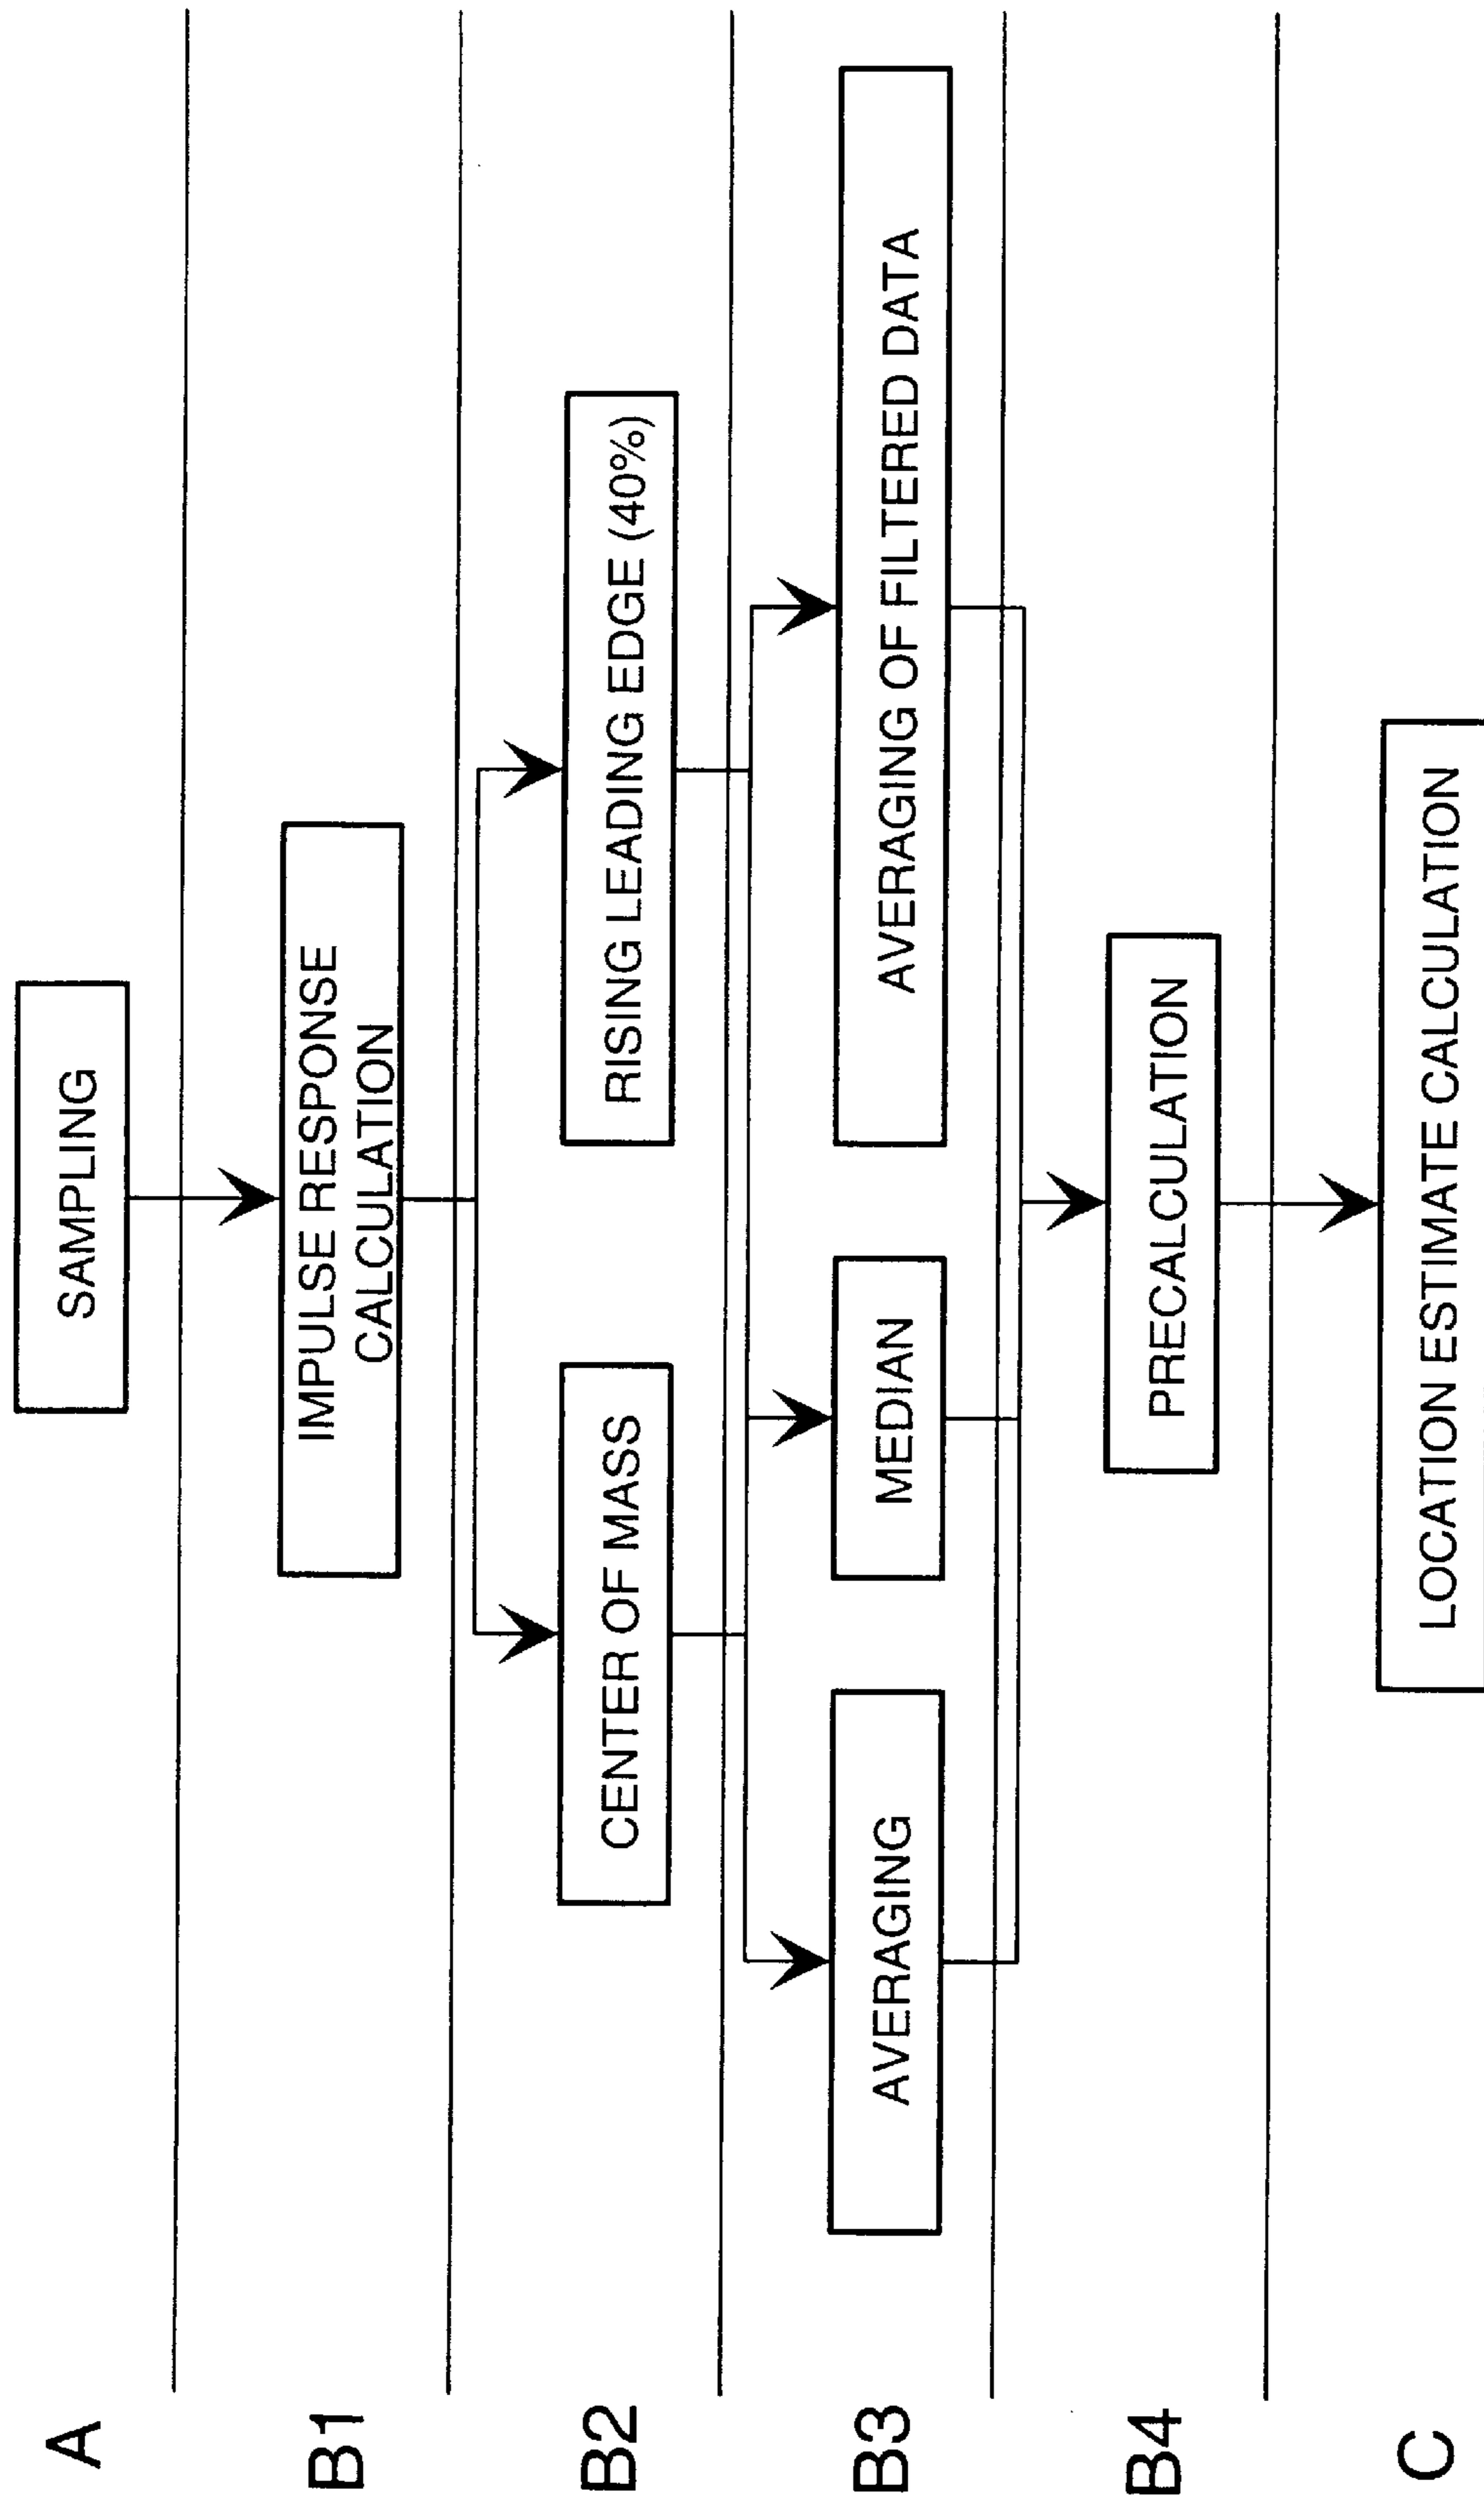 A
SAMPLING
B1
IMPULSE RESPONSE
CALCULATION
B2
CENTER OF MASS
RISING LEADING EDGE (40%)
B3
AVERAGING
MEDIAN
AVERAGING OF FILTERED DATA
B4
PRECALCULATION
C
LOCATION ESTIMATE CALCULATION